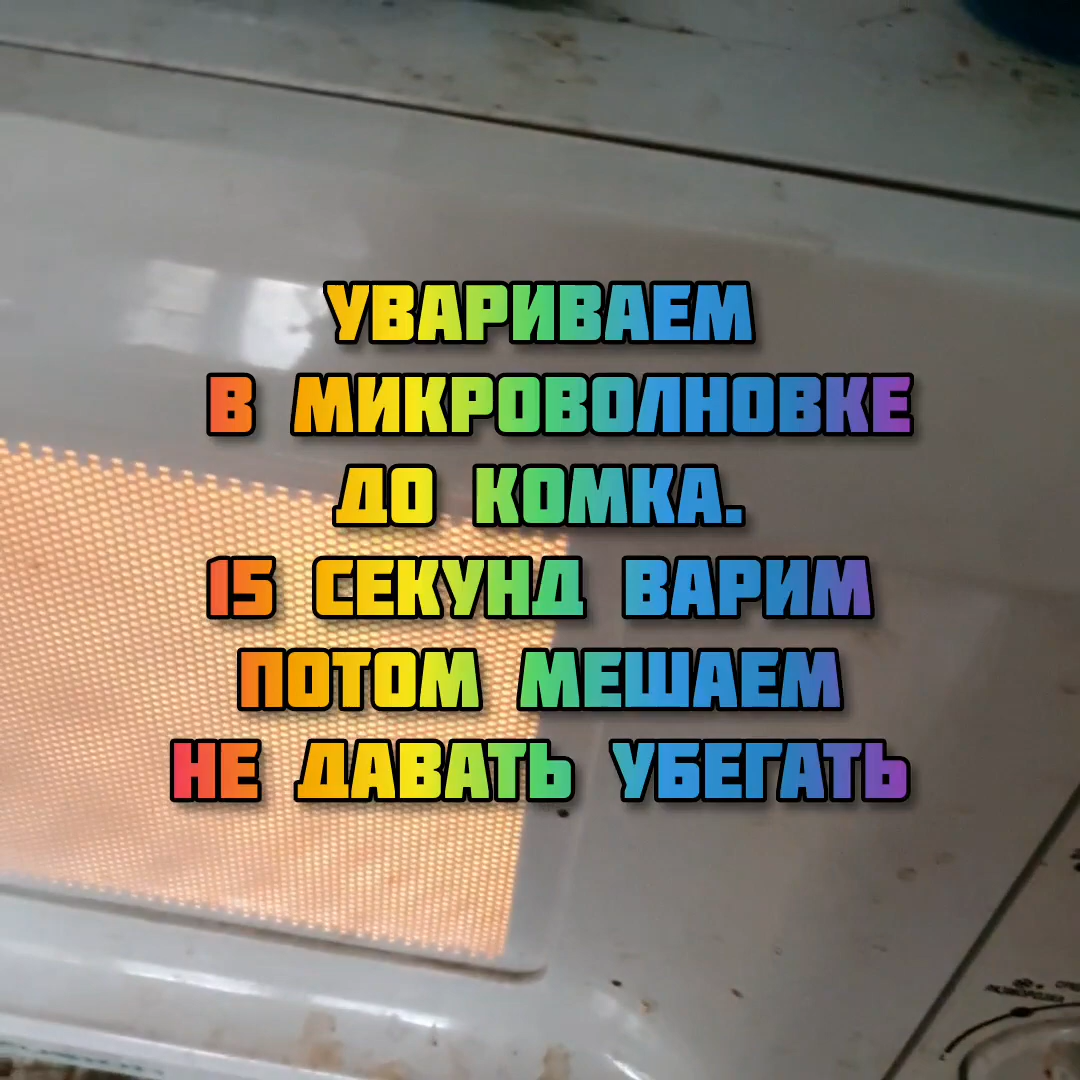 УВАРИВАЕМ
В МИКРОВОЛНОВКЕ
ДО КОМКА.
15 СЕКУНД ВАРИМ
ПОТОМ МЕШАЕМ
НЕ ДАВАТЬ УБЕГАТЬ